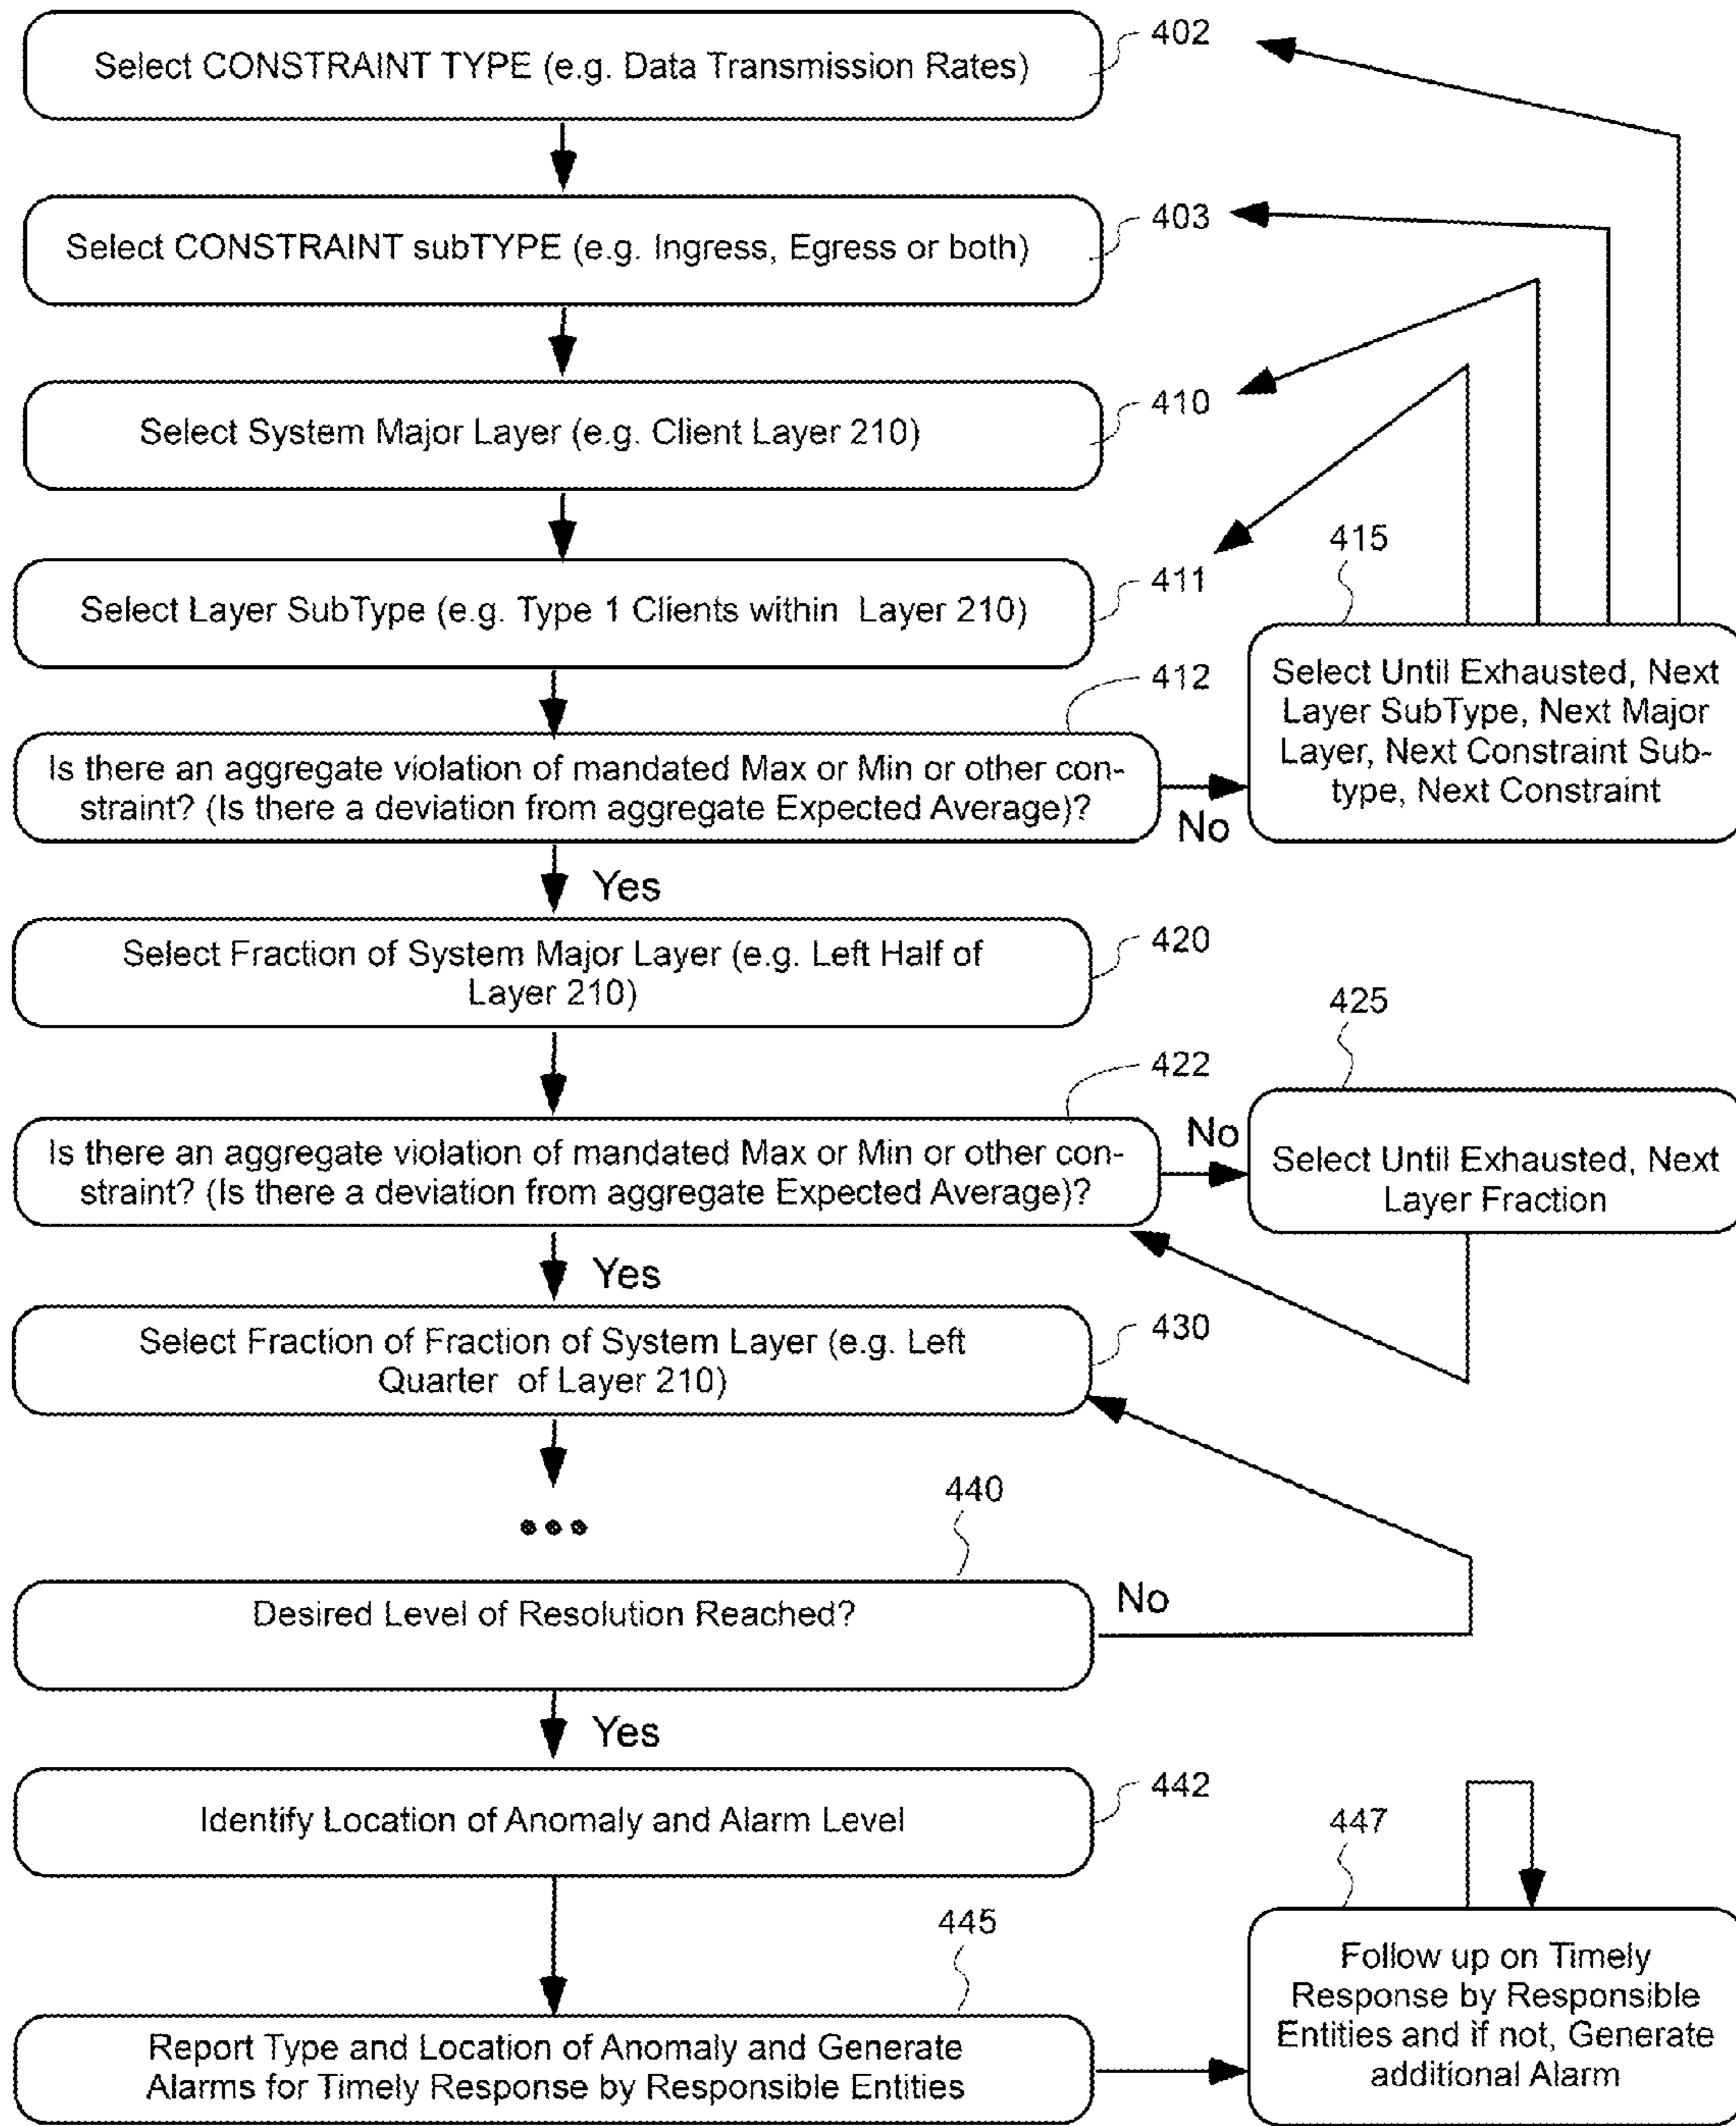 Select CONSTRAINT TYPE (e.g. Data Transmission Rates)
402
Select CONSTRAINT subTYPE (e.g. Ingress, Egress or both)
403
Select System Major Layer (e.g. Client Layer 210)
410
Select Layer SubType (e.g. Type 1 Clients within Layer 210)
411
412
Is there an aggregate violation of mandated Max or Min or other con-
straint? (Is there a deviation from aggregate Expected Average)?
No
415
Select Until Exhausted, Next
Layer SubType, Next Major
Layer, Next Constraint Sub-
type, Next Constraint
Yes
Select Fraction of System Major Layer (e.g. Left Half of
Layer 210)
420
422
Is there an aggregate violation of mandated Max or Min or other con-
straint? (Is there a deviation from aggregate Expected Average)?
No
425
Select Until Exhausted, Next
Layer Fraction
Yes
Select Fraction of Fraction of System Layer (e.g. Left
Quarter of Layer 210)
430
•••
440
Desired Level of Resolution Reached?
No
Yes
Identify Location of Anomaly and Alarm Level
442
445
Report Type and Location of Anomaly and Generate
Alarms for Timely Response by Responsible Entities
447
Follow up on Timely
Response by Responsible
Entities and if not, Generate
additional Alarm